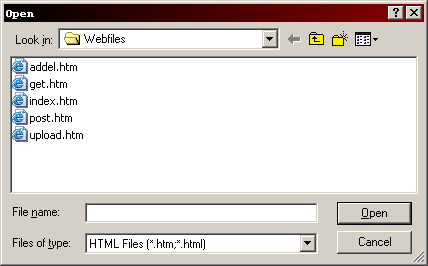 Open
Look in: Webfiles
addel.htm
get.htm
index.htm
post.htm
upload.htm
File name: Open
Files of type: HTML Files (*.htm;*.html) Cancel